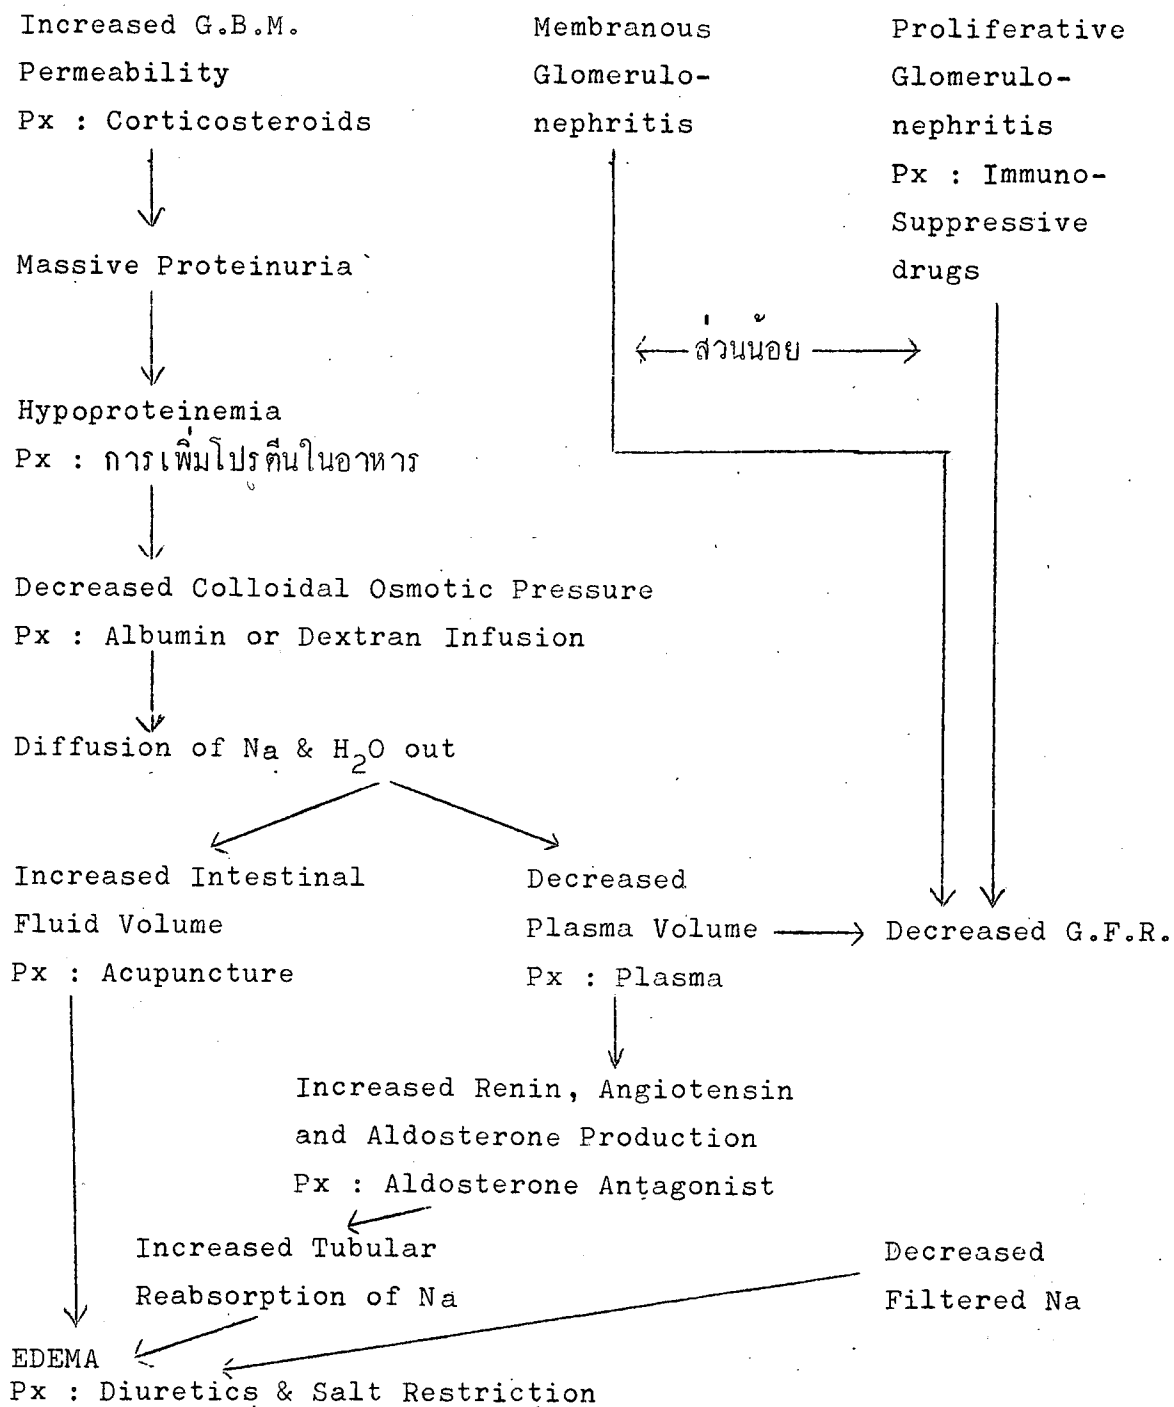 Increased G.B.M.
Permeability
Px : Corticosteroids
Membranous
Glomerulo-
nephritis
Proliferative
Glomerulo-
nephritis
Px : Immuno-
Suppressive
drugs
Massive Proteinuria
ส่วนน้อย
Hypoproteinemia
Px : การเพิ่มโปรตีนในอาหาร
Decreased Colloidal Osmotic Pressure
Px : Albumin or Dextran Infusion
Diffusion of Na & H2O out
Increased Intestinal
Fluid Volume
Px : Acupuncture
Decreased
Plasma Volume
Px : Plasma
Decreased G.F.R.
Increased Renin, Angiotensin
and Aldosterone Production
Px : Aldosterone Antagonist
Increased Tubular
Reabsorption of Na
Decreased
Filtered Na
EDEMA
Px : Diuretics & Salt Restriction